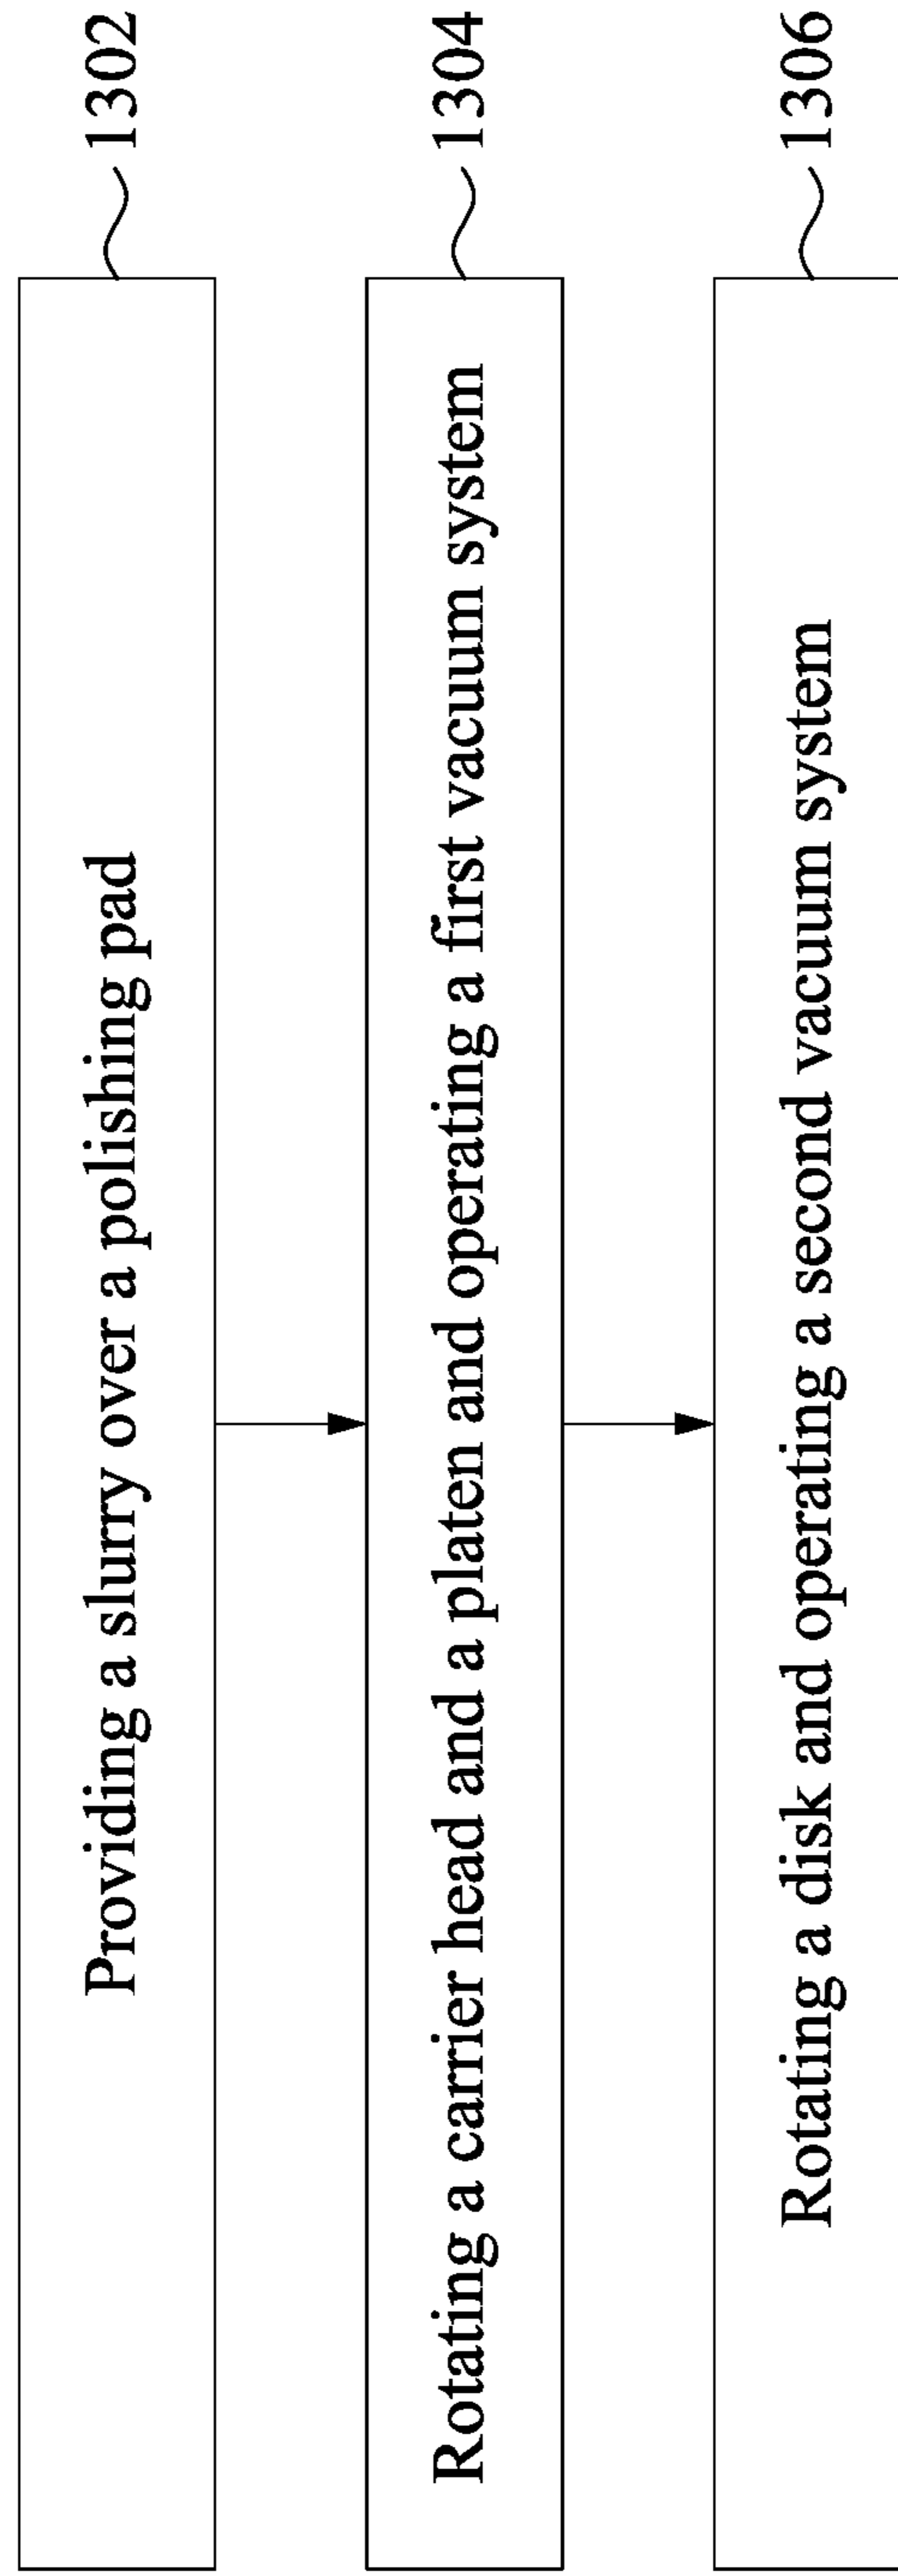 Providing a slurry over a polishing pad
1302
Rotating a carrier head and a platen and operating a first vacuum system
1304
Rotating a disk and operating a second vacuum system
1306